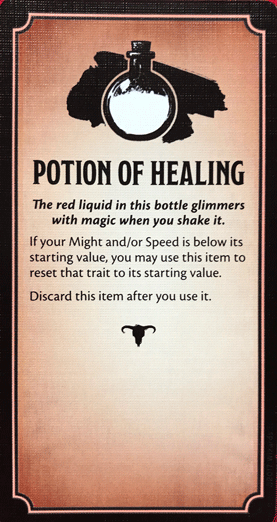 POTION OF HEALING
The red liquid in this bottle glimmers
with magic when you shake it.
If your Might and/or Speed is below its
starting value, you may use this item to
reset that trait to its starting value.
Discard this item after you use it.